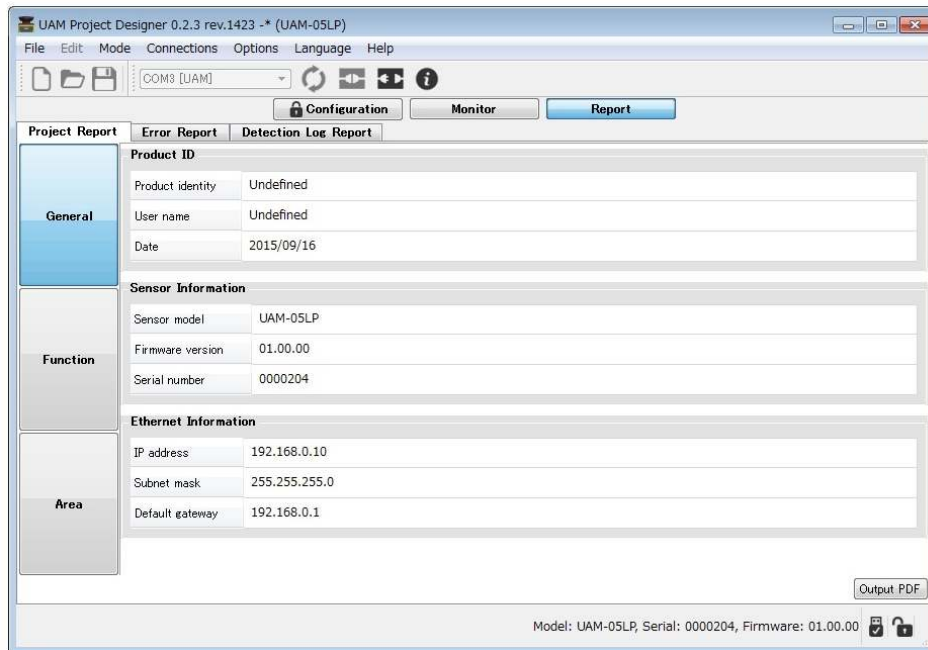 UAM Project Designer 0.2.3 rev.1423 -* (UAM-05LP)
File Edit Mode Connections Options Language Help
COM3 [UAM]
Configuration Monitor Report
Project Report Error Report Detection Log Report
General
Function
Area
Product ID
Product identity Undefined
User name Undefined
Date 2015/09/16
Sensor Information
Sensor model UAM-05LP
Firmware version 01.00.00
Serial number 0000204
Ethernet Information
IP address 192.168.0.10
Subnet mask 255.255.255.0
Default gateway 192.168.0.1
Output PDF
Model: UAM-05LP, Serial: 0000204, Firmware: 01.00.00